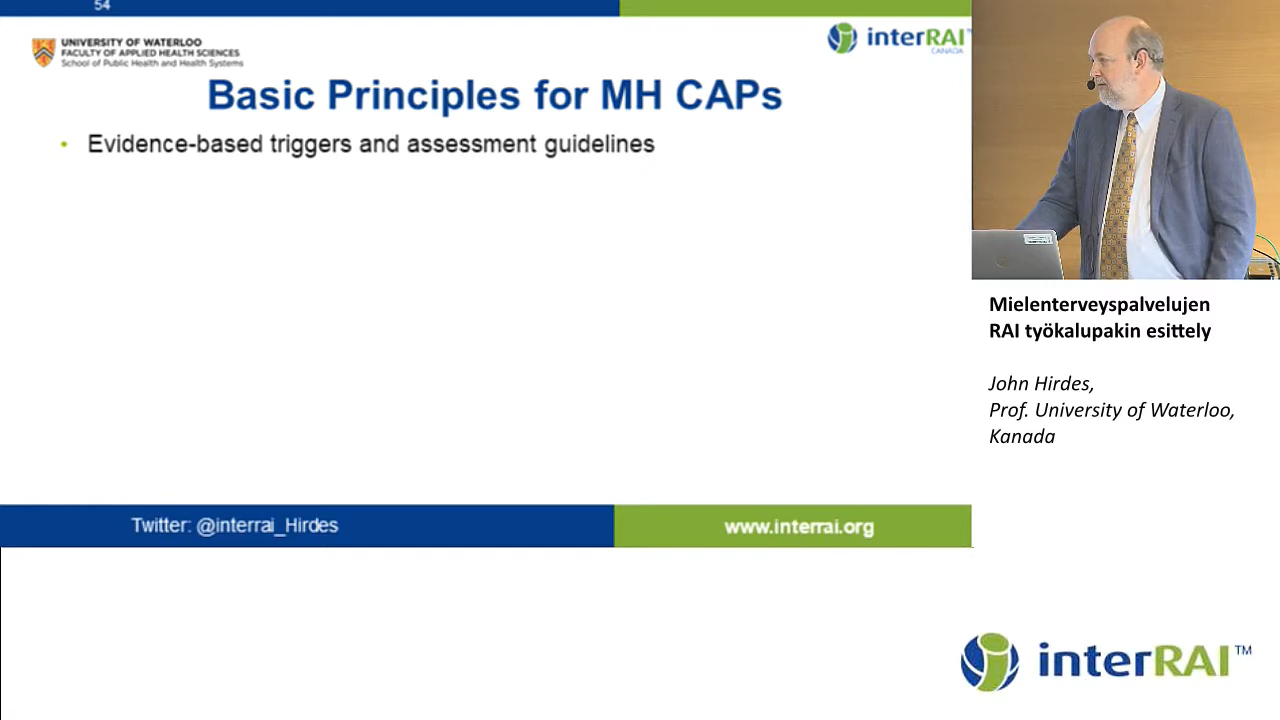 54
UNIVERSITY OF WATERLOO
FACULTY OF APPLIED HEALTH SCIENCES
School of Public Health and Health Systems
interRAI™
CANADA
Basic Principles for MH CAPs
• Evidence-based triggers and assessment guidelines
Twitter: @interrai_Hirdes
www.interrai.org
Mielenterveyspalvelujen
RAI työkalupakin esittely
John Hirdes,
Prof. University of Waterloo,
Kanada
interRAI™